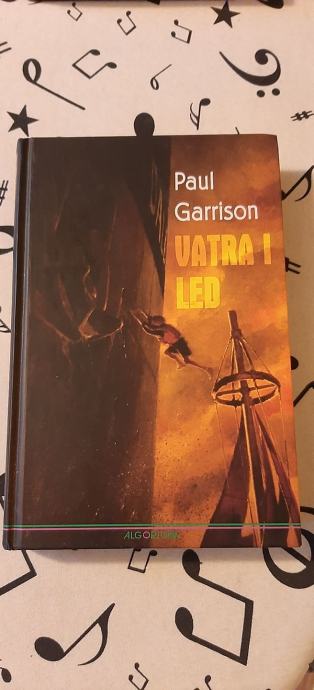 Paul
Garrison
VATRA I
LED
ALGORITAM